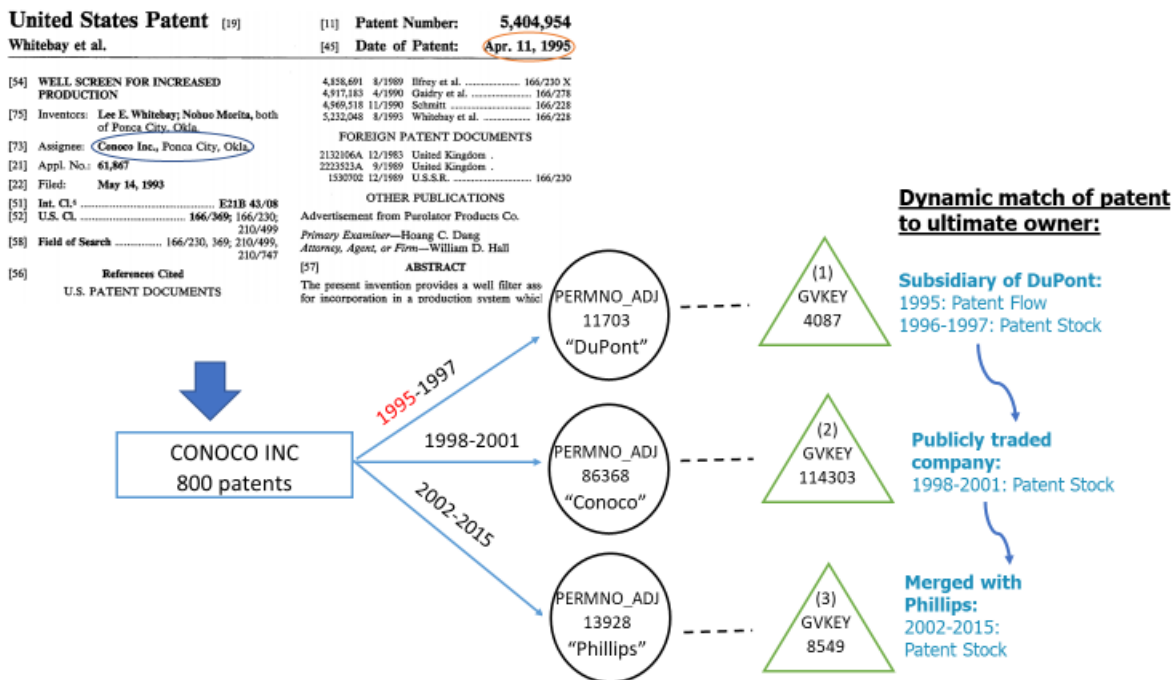 United States Patent [19]
Whitebay et al.
[11] Patent Number: 5,404,954
[45] Date of Patent: Apr. 11, 1995
[54] WELL SCREEN FOR INCREASED
PRODUCTION
[75] Inventors: Lee E. Whitebay; Nobuo Morita, both
of Ponca City, Okla.
[73] Assignee: Conoco Inc., Ponca City, Okla.
[21] Appl. No.: 61,867
[22] Filed: May 14, 1993
[51] Int. Cl.⁵ .......................... E21B 43/08
[52] U.S. Cl. .......................... 166/369; 166/230;
210/499
[58] Field of Search .............. 166/230, 369; 210/499,
210/747
[56] References Cited
U.S. PATENT DOCUMENTS
4,858,691 8/1989 Ilfrey et al. .................. 166/230 X
4,917,183 4/1990 Gaidry et al. .................. 166/278
4,969,518 11/1990 Schmitt .................. 166/228
5,232,048 8/1993 Whitebay et al. .................. 166/228
FOREIGN PATENT DOCUMENTS
2132106A 12/1983 United Kingdom .
2223523A 9/1989 United Kingdom .
1530702 12/1989 U.S.S.R. .................. 166/230
OTHER PUBLICATIONS
Advertisement from Purolator Products Co.
Primary Examiner—Hoang C. Dang
Attorney, Agent, or Firm—William D. Hall
[57] ABSTRACT
The present invention provides a well filter ass
for incorporation in a production system whicl
Dynamic match of patent
to ultimate owner:
PERMNO_ADJ
11703
"DuPont"
(1)
GVKEY
4087
Subsidiary of DuPont:
1995: Patent Flow
1996-1997: Patent Stock
1995-1997
CONOCO INC
800 patents
1998-2001
PERMNO_ADJ
86368
"Conoco"
(2)
GVKEY
114303
Publicly traded
company:
1998-2001: Patent Stock
2002-2015
PERMNO_ADJ
13928
"Phillips"
(3)
GVKEY
8549
Merged with
Phillips:
2002-2015:
Patent Stock